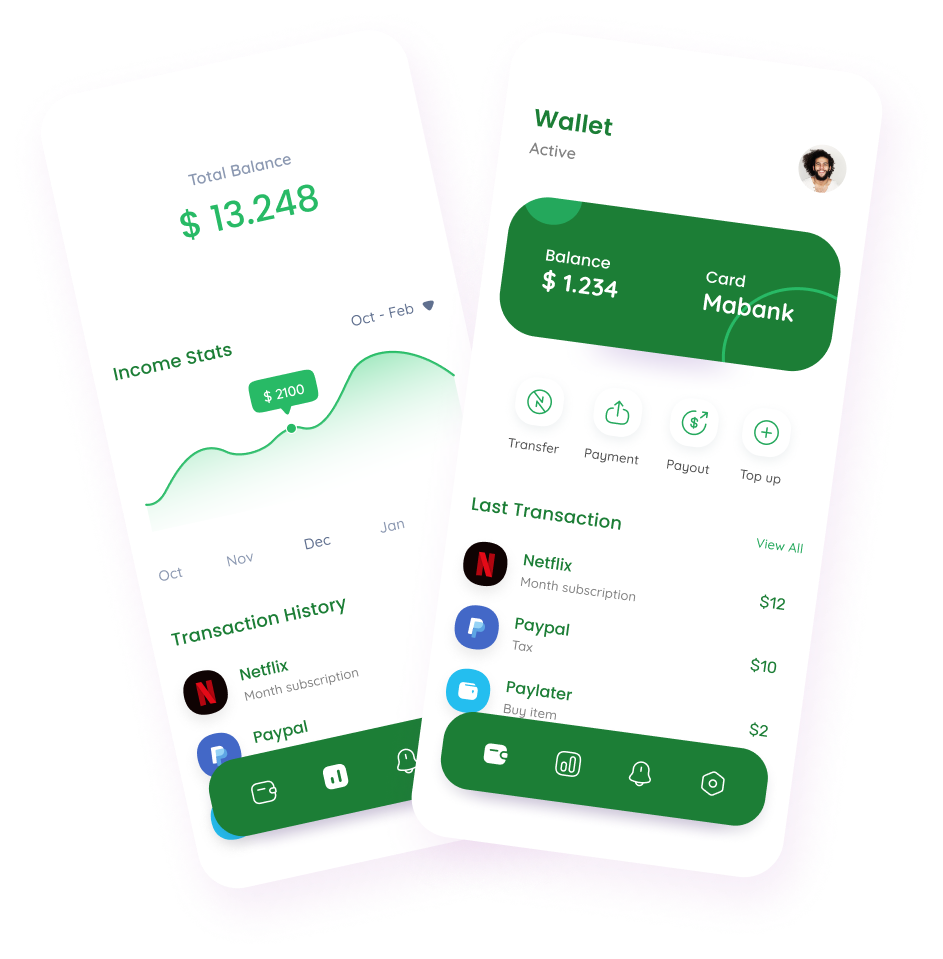 Total Balance
$ 13.248
Oct - Feb
Income Stats
$ 2100
Oct
Nov
Dec
Jan
Transaction History
Netflix
Month subscription
Paypal
Wallet
Active
Balance
$ 1.234
Card
Mabank
Transfer
Payment
Payout
Top up
Last Transaction
View All
Netflix
Month subscription
$12
Paypal
Tax
$10
Paylater
Buy item
$2